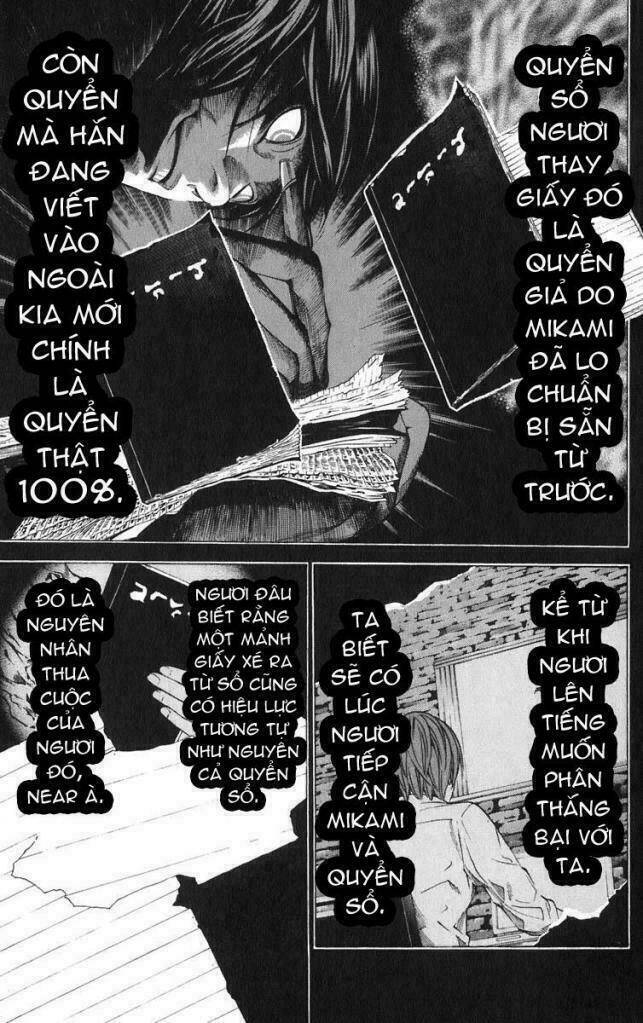 QUYỂN
SỔ
NGƯƠI
THAY
GIẤY ĐÓ
LÀ
QUYỂN
GIẢ DO
MIKAMI
ĐÃ LO
CHUẨN
BỊ SẴN
TỪ
TRƯỚC.
CÒN
QUYỂN
MÀ HẮN
ĐANG
VIẾT
VÀO
NGOÀI
KIA MỚI
CHÍNH
LÀ
QUYỂN
THẬT
100%.
KỂ TỪ
KHI
NGƯƠI
LÊN
TIẾNG
MUỐN
PHÂN
THẮNG
BẠI VỚI
TA.
TA
BIẾT
SẼ CÓ
LÚC
NGƯƠI
TIẾP
CẬN
MIKAMI
VÀ
QUYỂN
SỔ.
NGƯƠI ĐÂU
BIẾT RẰNG
MỘT MẢNH
GIẤY XÉ RA
TỪ SỔ CŨNG
CÓ HIỆU LỰC
TƯƠNG TỰ
NHƯ NGUYÊN
CẢ QUYỂN
SỔ.
ĐÓ LÀ
NGUYÊN
NHÂN
THUA
CUỘC
CỦA
NGƯƠI
ĐÓ,
NEAR À.